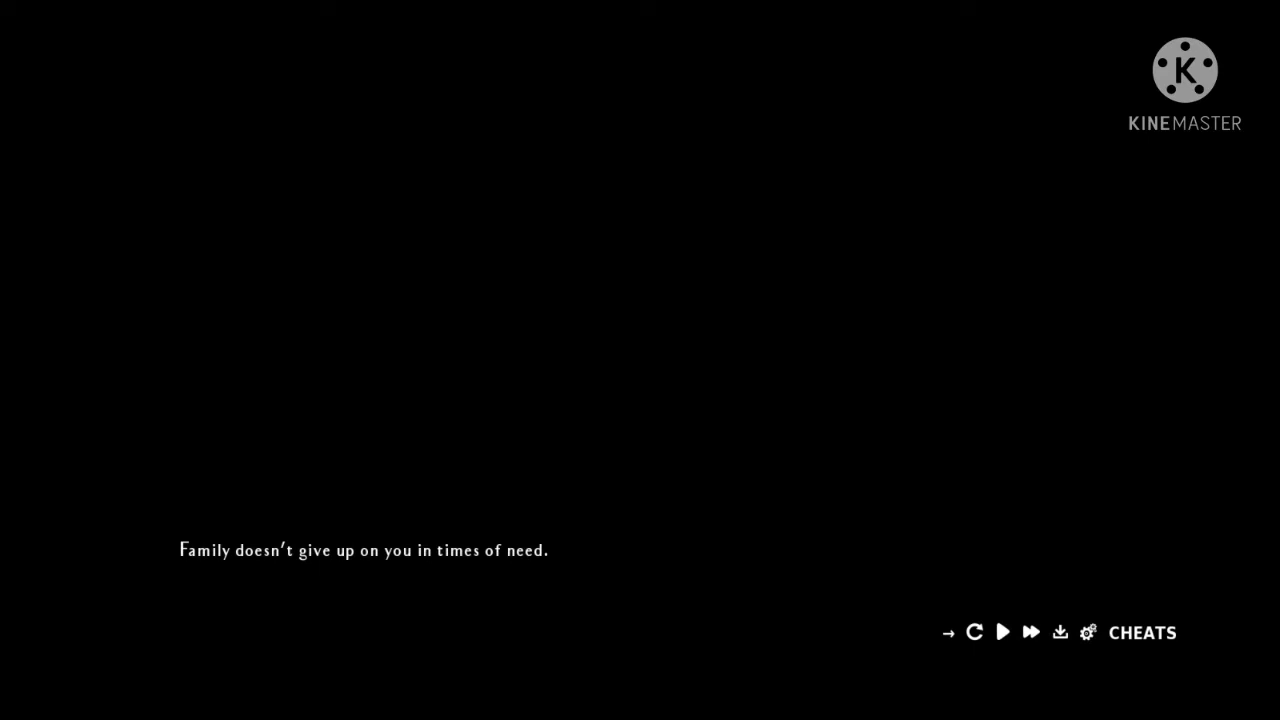 K
KINEMASTER
Family doesn't give up on you in times of need.
CHEATS